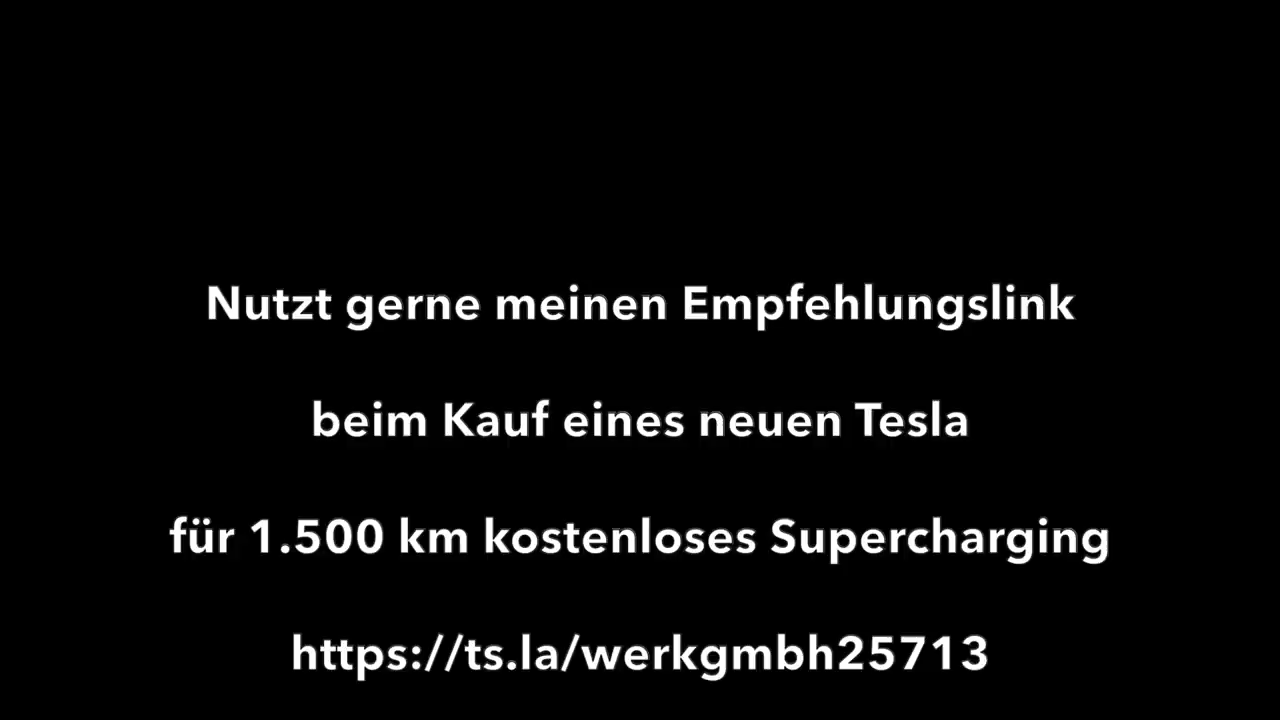 Nutzt gerne meinen Empfehlungslink
beim Kauf eines neuen Tesla
für 1.500 km kostenloses Supercharging
https://ts.la/werkgmbh25713